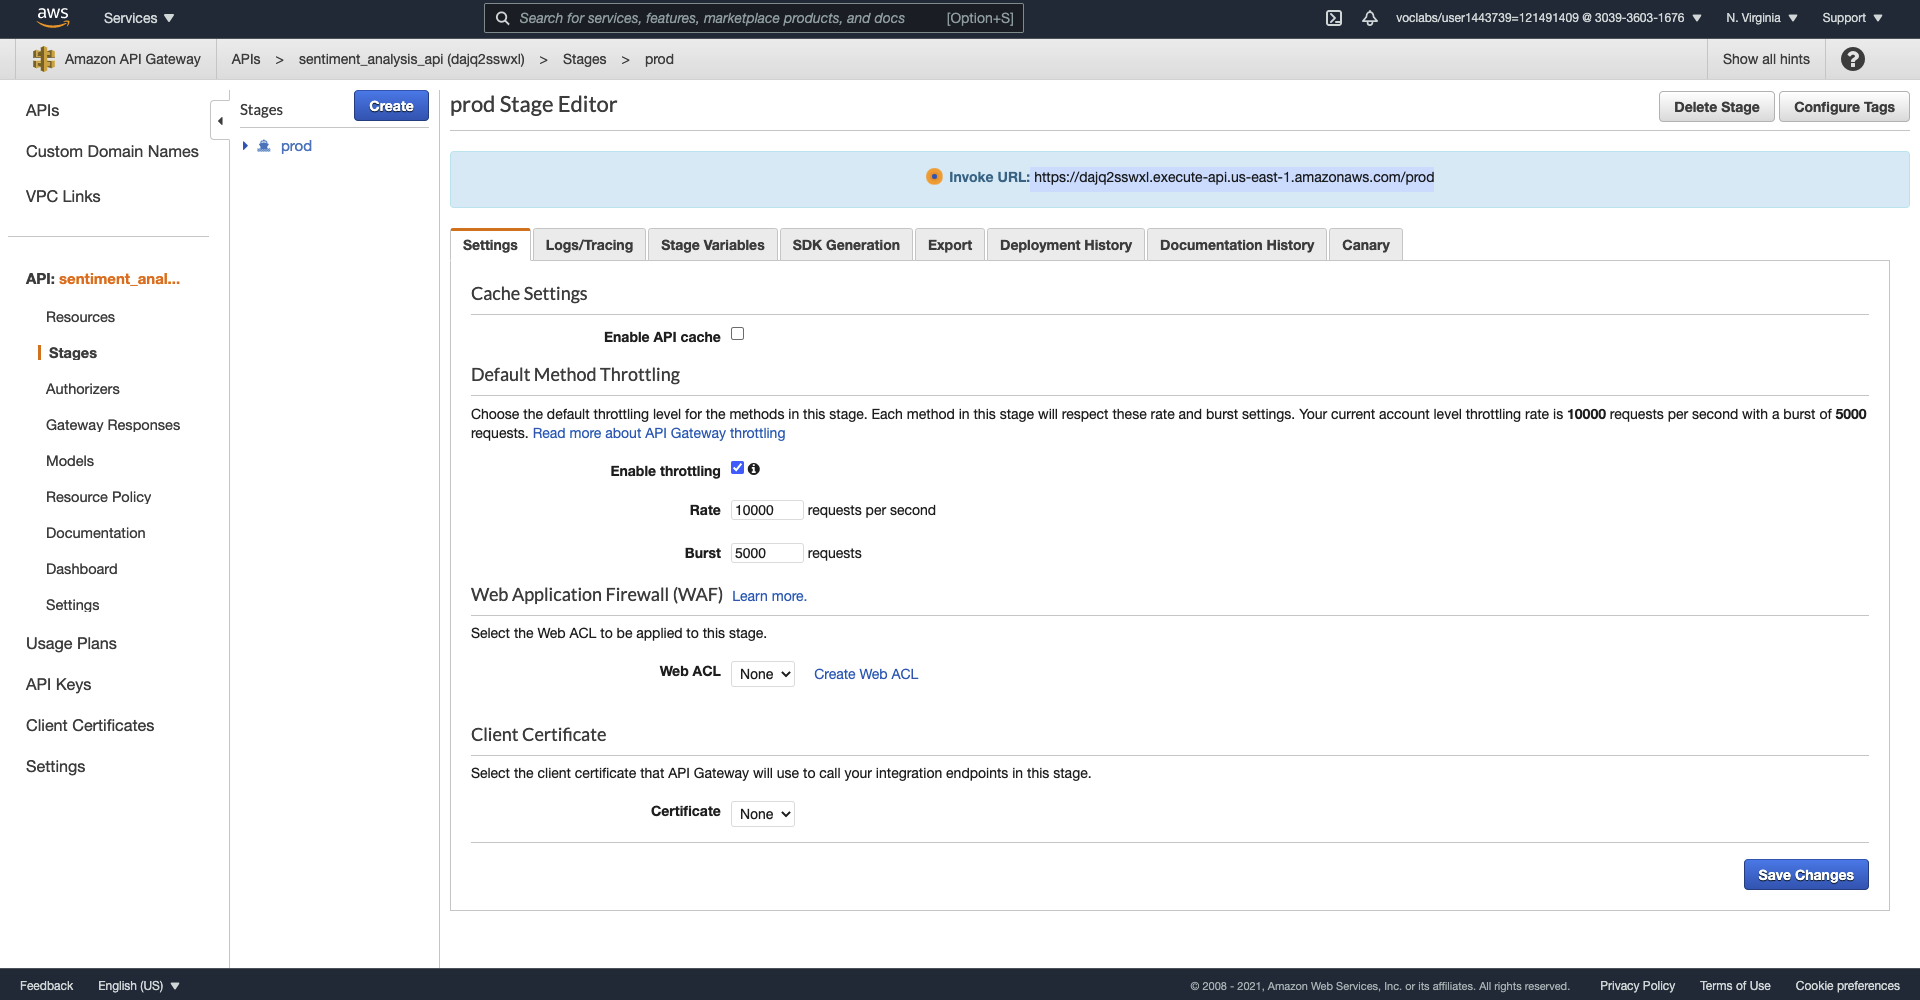 aws
Services
Search for services, features, marketplace products, and docs
[Option+S]
voclabs/user1443739=121491409 @ 3039-3603-1676
N. Virginia
Support
Amazon API Gateway
APIs > sentiment_analysis_api (dajq2sswxl) > Stages > prod
Show all hints
?
APIs
Custom Domain Names
VPC Links
API: sentiment_anal...
Resources
Stages
Authorizers
Gateway Responses
Models
Resource Policy
Documentation
Dashboard
Settings
Usage Plans
API Keys
Client Certificates
Settings
Stages
Create
prod
prod Stage Editor
Delete Stage
Configure Tags
Invoke URL: https://dajq2sswxl.execute-api.us-east-1.amazonaws.com/prod
Settings
Logs/Tracing
Stage Variables
SDK Generation
Export
Deployment History
Documentation History
Canary
Cache Settings
Enable API cache
Default Method Throttling
Choose the default throttling level for the methods in this stage. Each method in this stage will respect these rate and burst settings. Your current account level throttling rate is 10000 requests per second with a burst of 5000
requests. Read more about API Gateway throttling
Enable throttling
Rate 10000 requests per second
Burst 5000 requests
Web Application Firewall (WAF) Learn more.
Select the Web ACL to be applied to this stage.
Web ACL None Create Web ACL
Client Certificate
Select the client certificate that API Gateway will use to call your integration endpoints in this stage.
Certificate None
Save Changes
Feedback
English (US)
© 2008 - 2021, Amazon Web Services, Inc. or its affiliates. All rights reserved.
Privacy Policy
Terms of Use
Cookie preferences